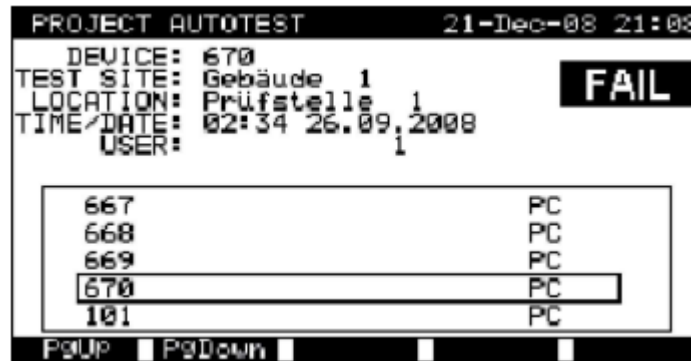 PROJECT AUTOTEST 21-Dec-08 21:08
DEVICE: 670
TEST SITE: Gebäude 1
FAIL
LOCATION: Prüfstelle 1
TIME/DATE: 02:34 26.09.2008
USER: 1
667 PC
668 PC
669 PC
670 PC
101 PC
PgUp PgDown